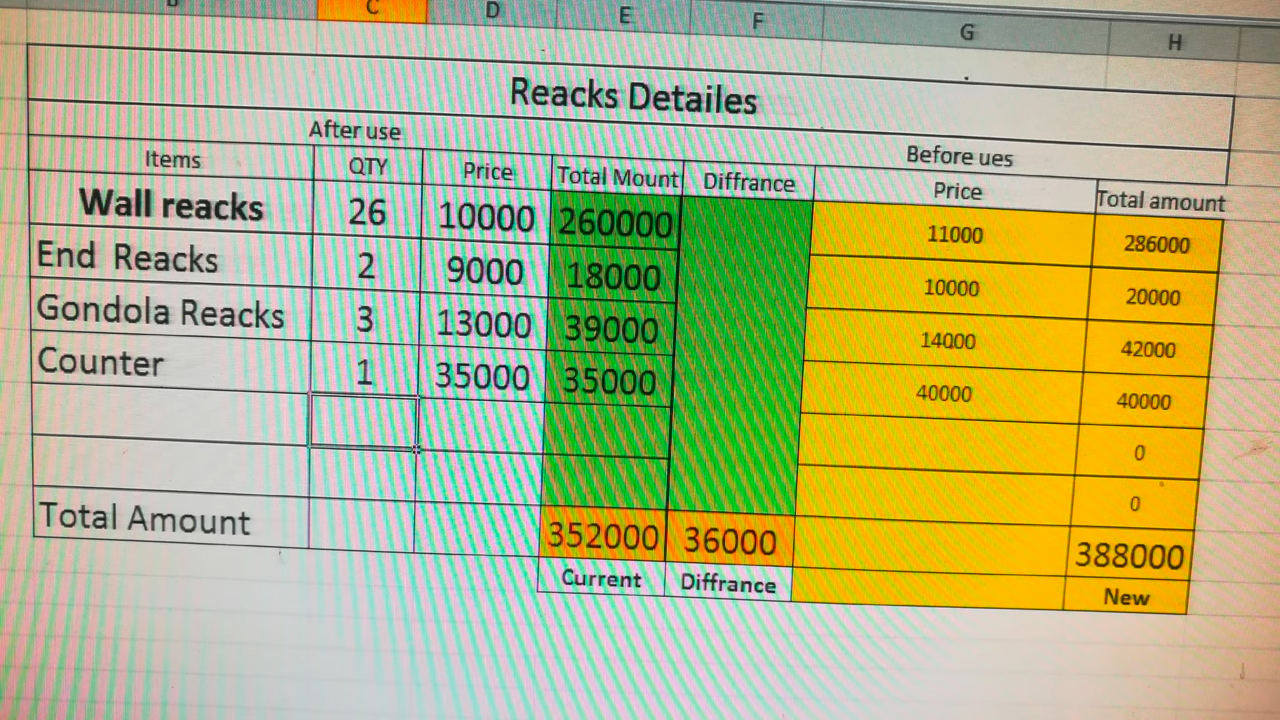 C D E F G H
Reacks Detailes
After use Before ues
Items QTY Price Total Mount Diffrance Price Total amount
Wall reacks 26 10000 260000 11000 286000
End Reacks 2 9000 18000 10000 20000
Gondola Reacks 3 13000 39000 14000 42000
Counter 1 35000 35000 40000 40000
0
0
Total Amount 352000 36000 388000
Current Diffrance New